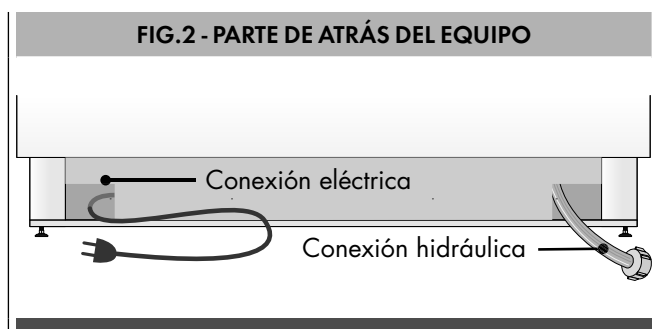 FIG.2 - PARTE DE ATRÁS DEL EQUIPO
Conexión eléctrica
Conexión hidráulica